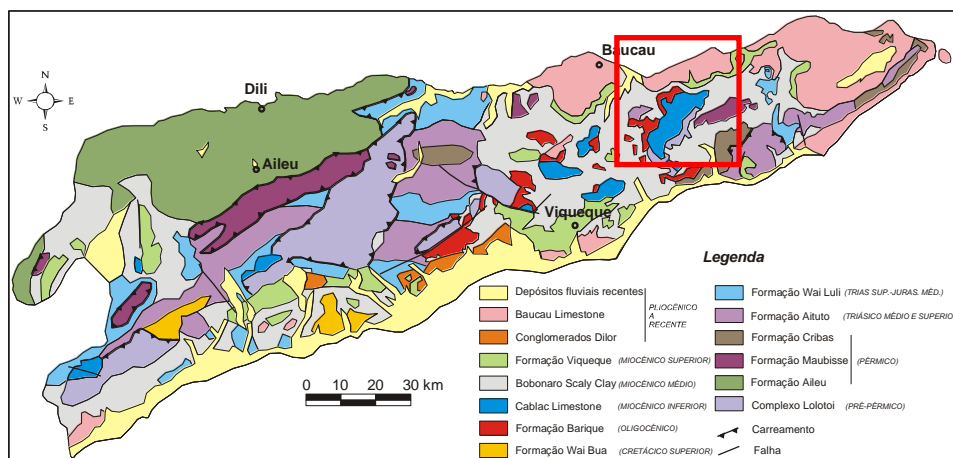 N
W E
S
Dili
Aileu
Baucau
Viqueque
0 10 20 30 km
Legenda
Depósitos fluviais recentes
Baucau Limestone
Conglomerados Dilor
PLIOCÉNICO
A
RECENTE
Formação Viqueque (MIOCÉNICO SUPERIOR)
Bobonaro Scaly Clay (MIOCÉNICO MÉDIO)
Cablac Limestone (MIOCÉNICO INFERIOR)
Formação Barique (OLIGOCÉNICO)
Formação Wai Bua (CRETÁCICO SUPERIOR)
Formação Wai Luli (TRIAS SUP.-JURAS. MÉD.)
Formação Aituto (TRIÁSICO MÉDIO E SUPERIO
Formação Cribas
Formação Maubisse
Formação Aileu
PÉRMICO
Complexo Lolotoi (PRÉ-PÉRMICO)
Carreamento
Falha